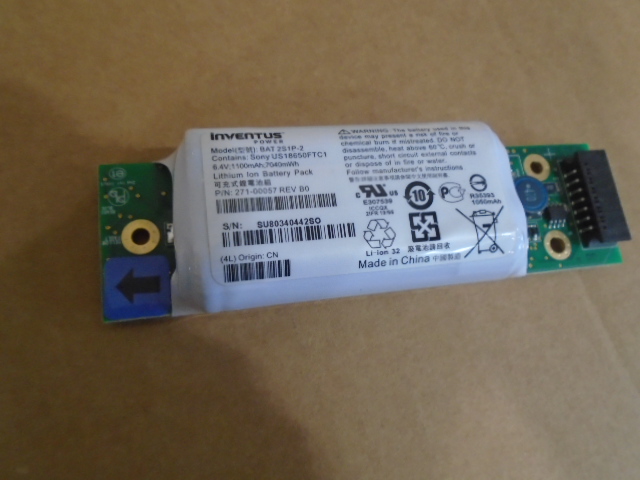 inventus
POWER
Model(型號) BAT 2S1P-2
Contains: Sony US18650FTC1
6.4V,1100mAh,7040mWh
Lithium Ion Battery Pack
可充式鋰電池組
P/N: 271-00057 REV B0
S/N: SU80340442SO
(4L) Origin: CN
WARNING: The battery used in this
device may present a risk of fire or
chemical burn if mistreated. DO NOT
disassemble, heat above 60°C, crush or
puncture, short circuit external contacts
or dispose of in fire.
Follow manufacturer's instructions.
c us
E307599
10
R35393
1050mAh
Li-ion 32
廢電池請回收
Made in China 中國製造